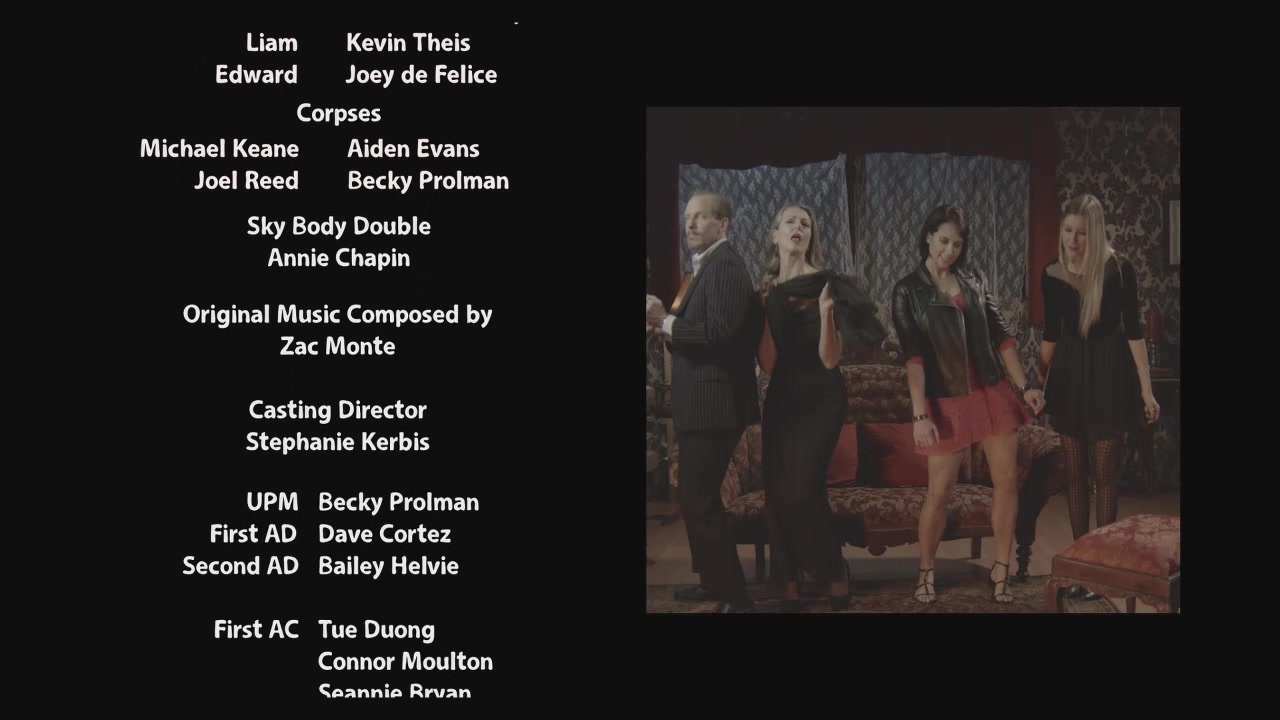 Liam Kevin Theis
Edward Joey de Felice
Corpses
Michael Keane Aiden Evans
Joel Reed Becky Prolman
Sky Body Double
Annie Chapin
Original Music Composed by
Zac Monte
Casting Director
Stephanie Kerbis
UPM Becky Prolman
First AD Dave Cortez
Second AD Bailey Helvie
First AC Tue Duong
Connor Moulton
Seannie Bryan